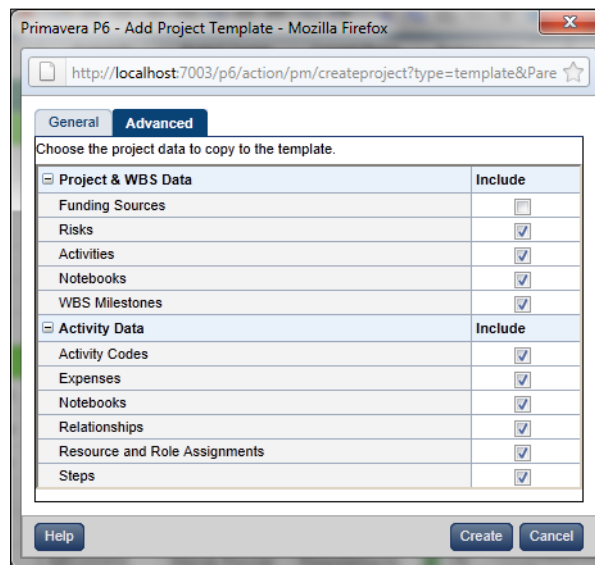 Primavera P6 - Add Project Template - Mozilla Firefox
http://localhost:7003/p6/action/pm/createproject?type=template&Pare
General Advanced
Choose the project data to copy to the template.
Project & WBS Data Include
Funding Sources
Risks
Activities
Notebooks
WBS Milestones
Activity Data Include
Activity Codes
Expenses
Notebooks
Relationships
Resource and Role Assignments
Steps
Help Create Cancel